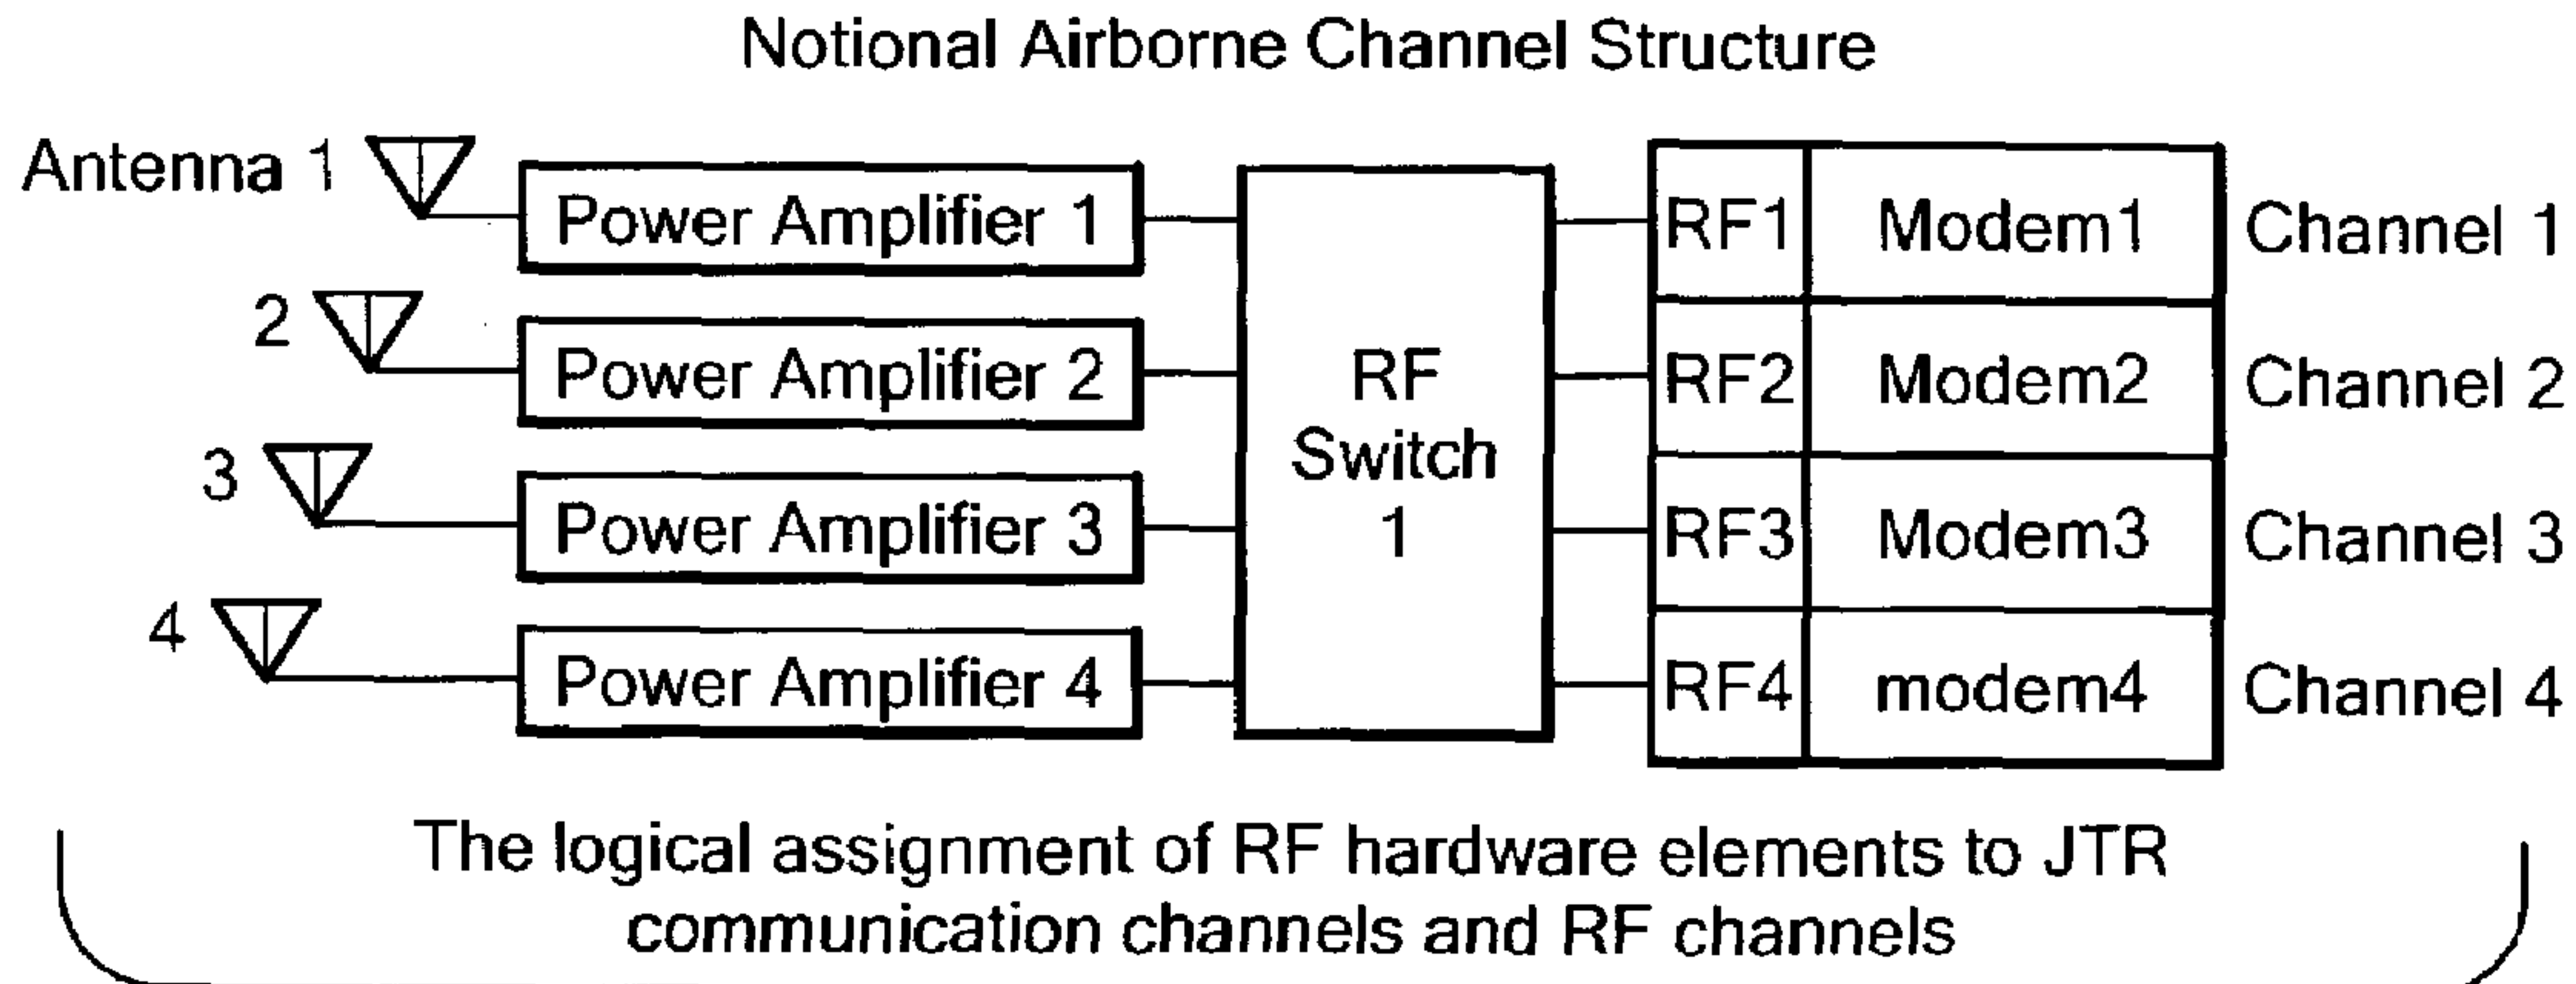 Notional Airborne Channel Structure
Antenna 1
Power Amplifier 1
RF1
Modem1
Channel 1
2
Power Amplifier 2
RF2
Modem2
Channel 2
3
Power Amplifier 3
RF3
Modem3
Channel 3
4
Power Amplifier 4
RF4
modem4
Channel 4
RF
Switch
1
The logical assignment of RF hardware elements to JTR
communication channels and RF channels